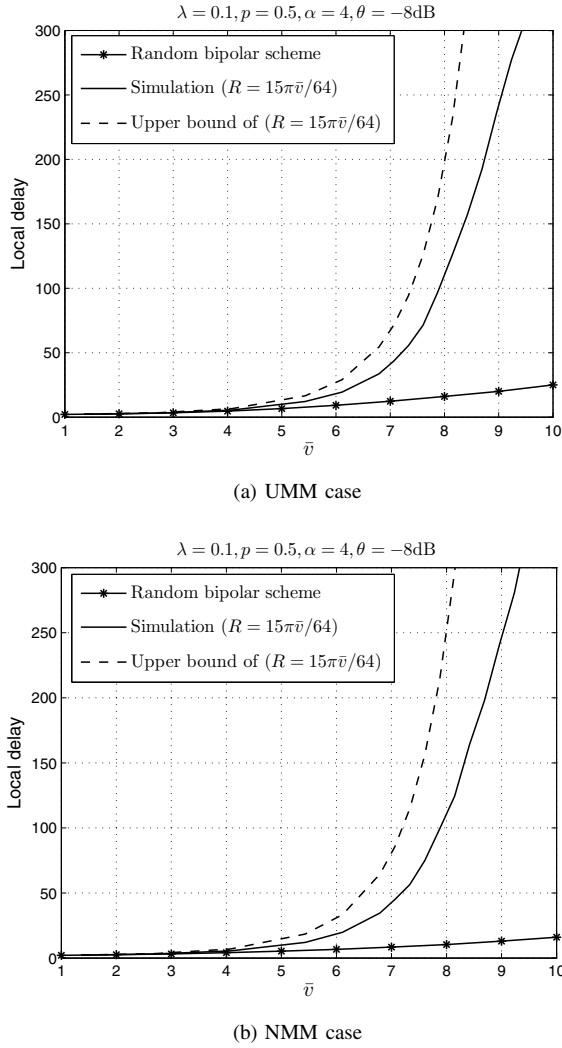 λ = 0.1, p = 0.5, α = 4, θ = −8dB
300
250
200
150
100
50
0
Local delay
Random bipolar scheme
Simulation (R = 15πv̄/64)
Upper bound of (R = 15πv̄/64)
1 2 3 4 5 6 7 8 9 10
v̄
(a) UMM case
λ = 0.1, p = 0.5, α = 4, θ = −8dB
300
250
200
150
100
50
0
Local delay
Random bipolar scheme
Simulation (R = 15πv̄/64)
Upper bound of (R = 15πv̄/64)
1 2 3 4 5 6 7 8 9 10
v̄
(b) NMM case